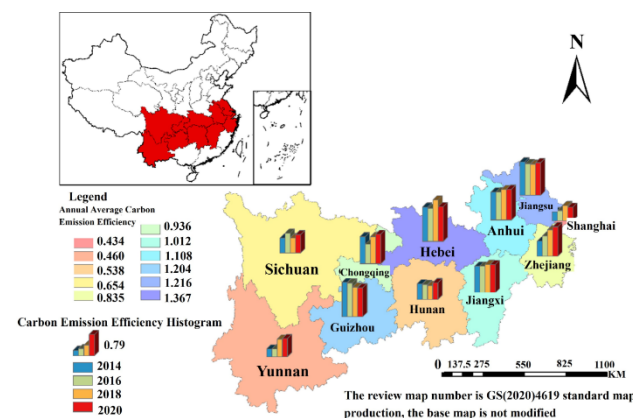 N
Legend
Annual Average Carbon
Emission Efficiency
0.434
0.460
0.538
0.654
0.835
0.936
1.012
1.108
1.204
1.216
1.367
Carbon Emission Efficiency Histogram
0.79
2014
2016
2018
2020
Jiangsu
Shanghai
Anhui
Hebei
Zhejiang
Sichuan
Chongqing
Hunan
Jiangxi
Guizhou
Yunnan
0 137.5 275 550 825 1100
KM
The review map number is GS(2020)4619 standard map
production, the base map is not modified